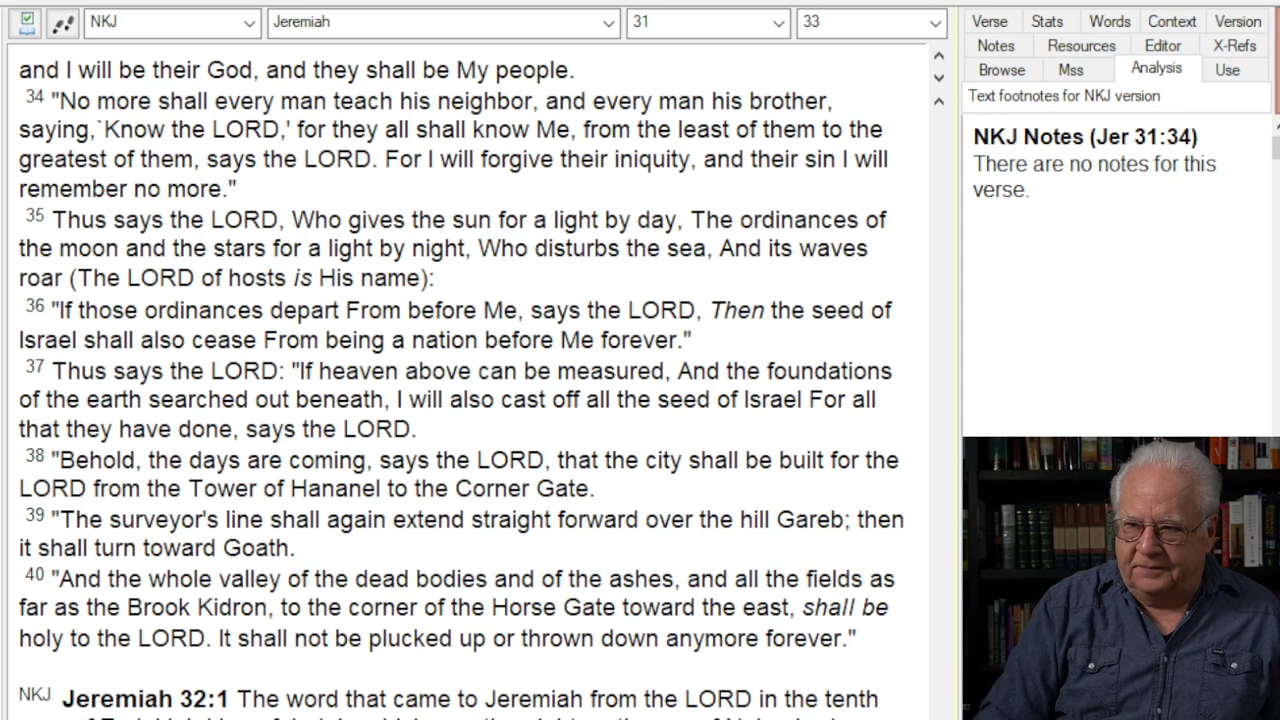 NKJ Jeremiah 31 33
and I will be their God, and they shall be My people.
34 "No more shall every man teach his neighbor, and every man his brother,
saying,`Know the LORD,' for they all shall know Me, from the least of them to the
greatest of them, says the LORD. For I will forgive their iniquity, and their sin I will
remember no more."
35 Thus says the LORD, Who gives the sun for a light by day, The ordinances of
the moon and the stars for a light by night, Who disturbs the sea, And its waves
roar (The LORD of hosts is His name):
36 "If those ordinances depart From before Me, says the LORD, Then the seed of
Israel shall also cease From being a nation before Me forever."
37 Thus says the LORD: "If heaven above can be measured, And the foundations
of the earth searched out beneath, I will also cast off all the seed of Israel For all
that they have done, says the LORD.
38 "Behold, the days are coming, says the LORD, that the city shall be built for the
LORD from the Tower of Hananel to the Corner Gate.
39 "The surveyor's line shall again extend straight forward over the hill Gareb; then
it shall turn toward Goath.
40 "And the whole valley of the dead bodies and of the ashes, and all the fields as
far as the Brook Kidron, to the corner of the Horse Gate toward the east, shall be
holy to the LORD. It shall not be plucked up or thrown down anymore forever."
NKJ Jeremiah 32:1 The word that came to Jeremiah from the LORD in the tenth
Verse Stats Words Context Version
Notes Resources Editor X-Refs
Browse Mss Analysis Use
Text footnotes for NKJ version
NKJ Notes (Jer 31:34)
There are no notes for this
verse.